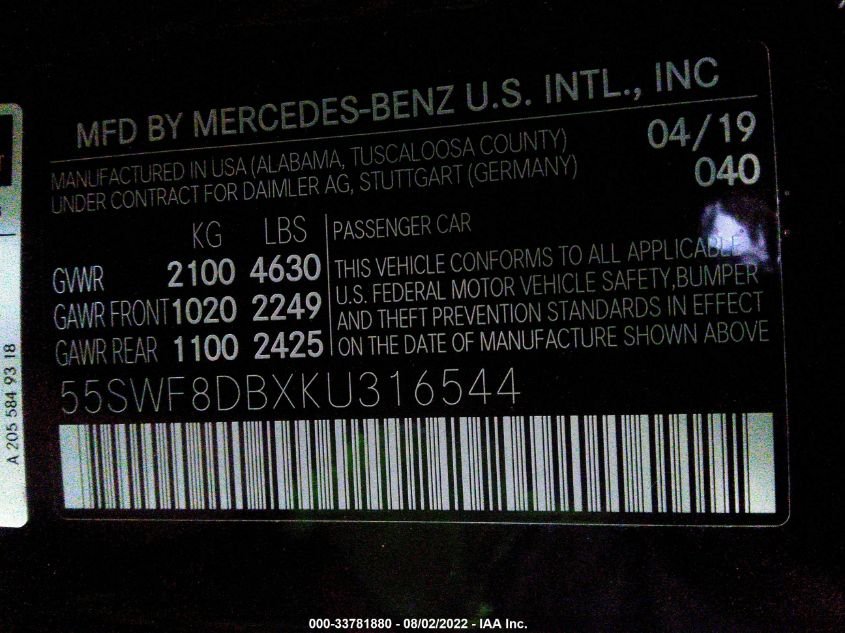 MFD BY MERCEDES-BENZ U.S. INTL., INC
MANUFACTURED IN USA (ALABAMA, TUSCALOOSA COUNTY)
UNDER CONTRACT FOR DAIMLER AG, STUTTGART (GERMANY)
04/19
040
KG LBS
GVWR 2100 4630
GAWR FRONT 1020 2249
GAWR REAR 1100 2425
PASSENGER CAR
THIS VEHICLE CONFORMS TO ALL APPLICABLE
U.S. FEDERAL MOTOR VEHICLE SAFETY, BUMPER
AND THEFT PREVENTION STANDARDS IN EFFECT
ON THE DATE OF MANUFACTURE SHOWN ABOVE
55SWF8DBXKU316544
A 205 584 93 18
000-33781880 - 08/02/2022 - IAA Inc.